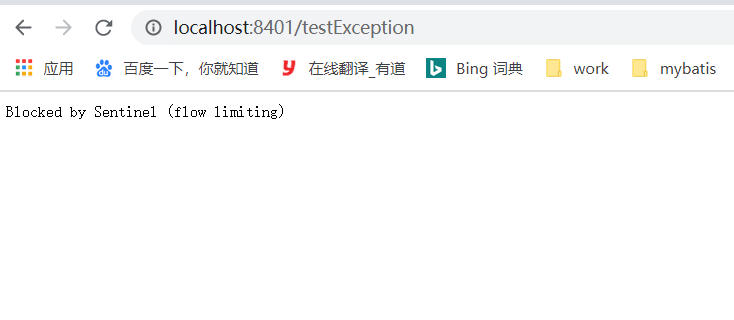 localhost:8401/testException
应用 百度一下，你就知道 在线翻译_有道 Bing 词典 work mybatis
Blocked by Sentinel (flow limiting)